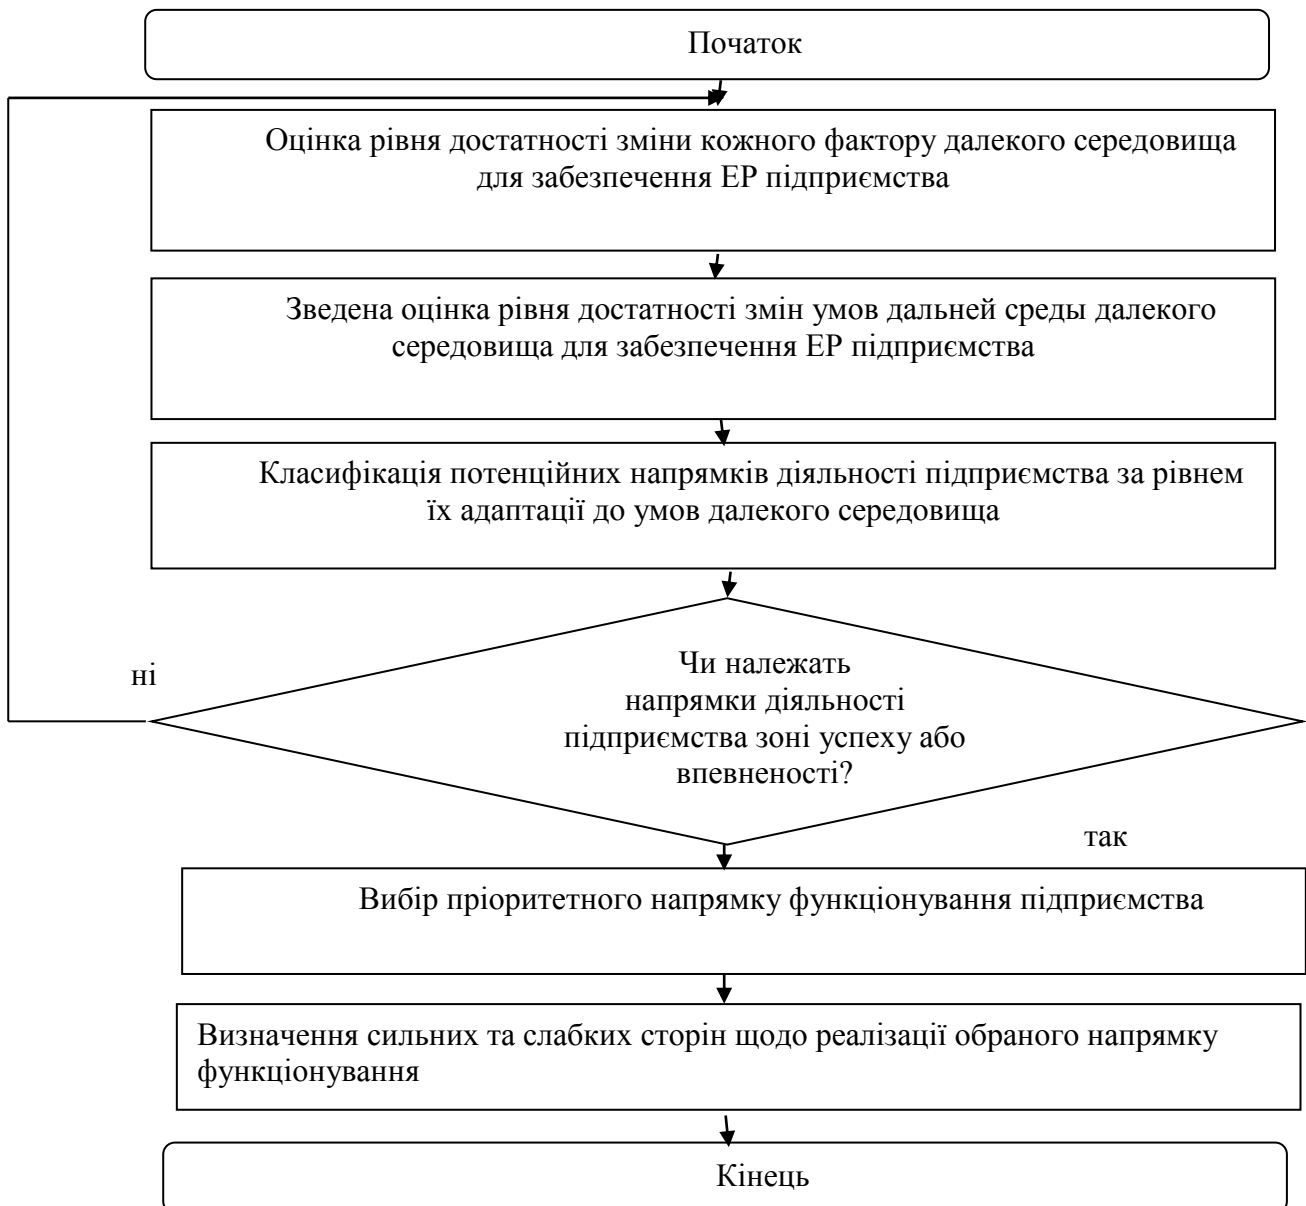 Початок
Оцінка рівня достатності зміни кожного фактору далекого середовища
для забезпечення ЕР підприємства
Зведена оцінка рівня достатності змін умов дальней среды далекого
середовища для забезпечення ЕР підприємства
Класифікація потенційних напрямків діяльності підприємства за рівнем
їх адаптації до умов далекого середовища
ні
Чи належать
напрямки діяльності
підприємства зоні успеху або
впевненості?
так
Вибір пріоритетного напрямку функціонування підприємства
Визначення сильних та слабких сторін щодо реалізації обраного напрямку
функціонування
Кінець